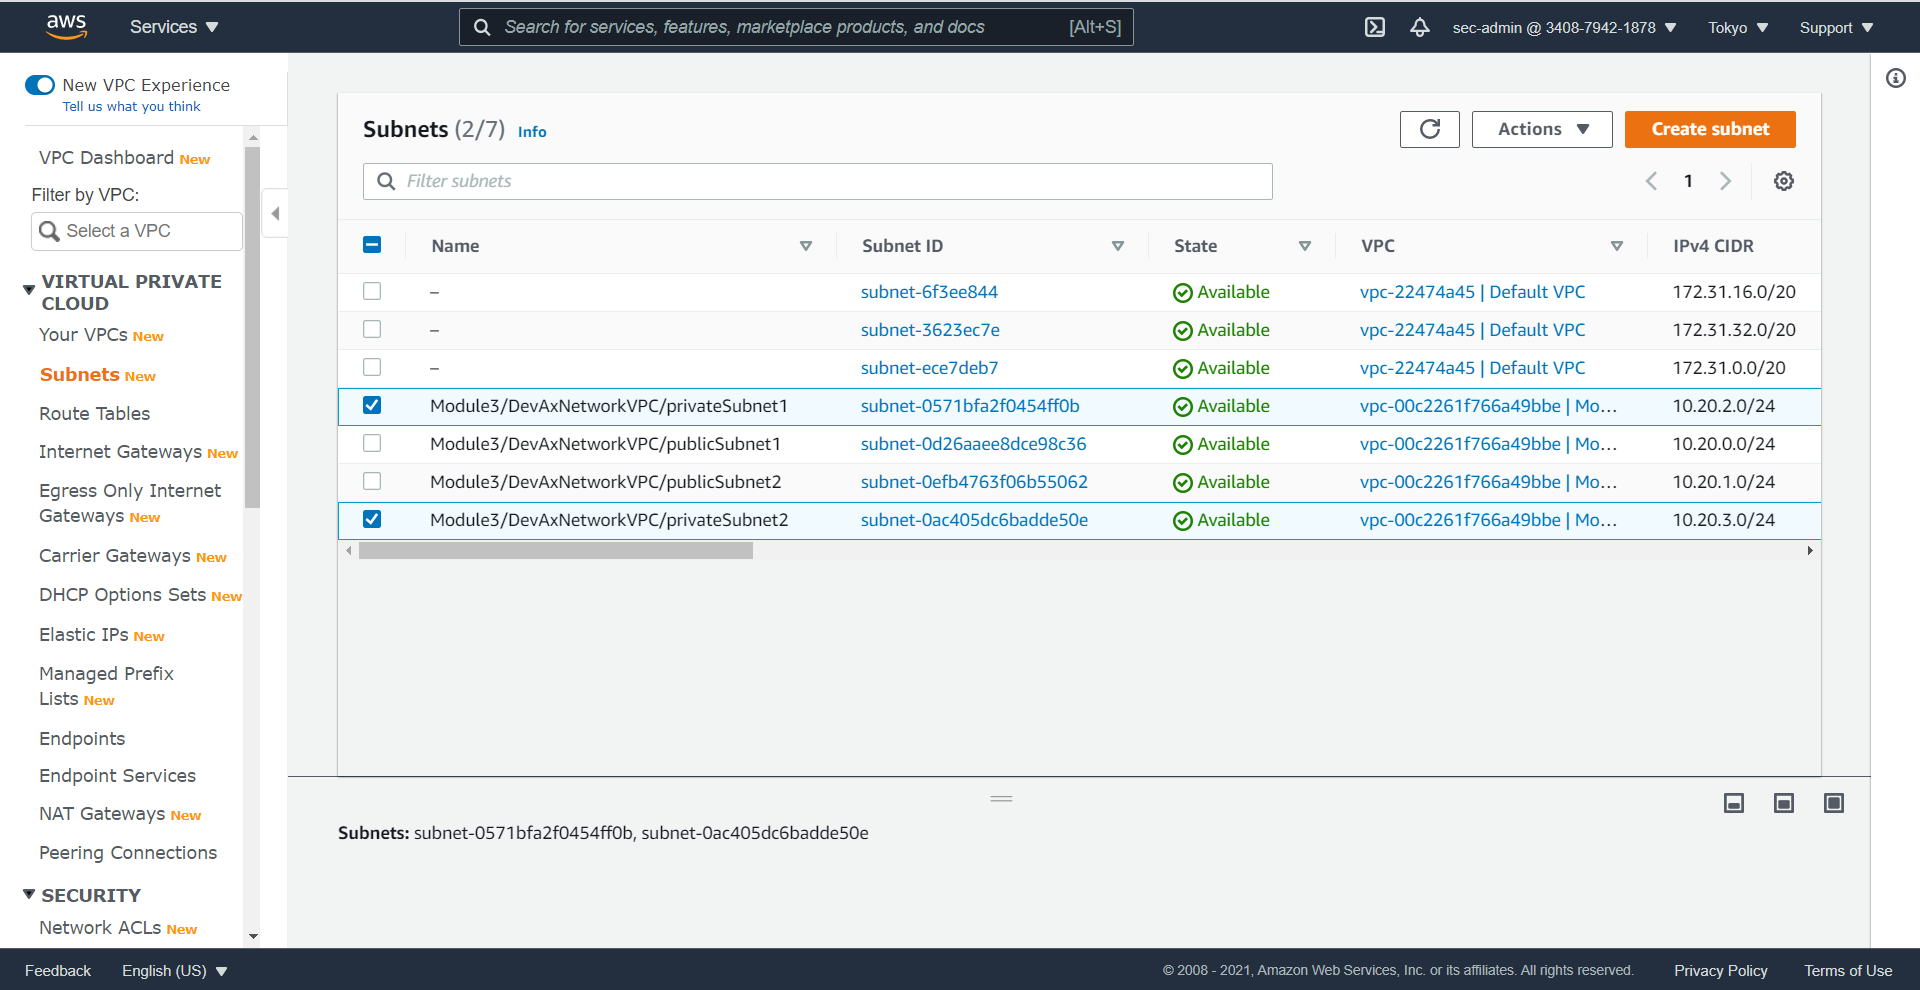 aws
Services
Search for services, features, marketplace products, and docs
[Alt+S]
sec-admin @ 3408-7942-1878
Tokyo
Support
New VPC Experience
Tell us what you think
VPC Dashboard New
Filter by VPC:
Select a VPC
VIRTUAL PRIVATE
CLOUD
Your VPCs New
Subnets New
Route Tables
Internet Gateways New
Egress Only Internet
Gateways New
Carrier Gateways New
DHCP Options Sets New
Elastic IPs New
Managed Prefix
Lists New
Endpoints
Endpoint Services
NAT Gateways New
Peering Connections
SECURITY
Network ACLs New
Subnets (2/7) Info
Actions
Create subnet
Filter subnets
1
Name Subnet ID State VPC IPv4 CIDR
– subnet-6f3ee844 Available vpc-22474a45 | Default VPC 172.31.16.0/20
– subnet-3623ec7e Available vpc-22474a45 | Default VPC 172.31.32.0/20
– subnet-ece7deb7 Available vpc-22474a45 | Default VPC 172.31.0.0/20
Module3/DevAxNetworkVPC/privateSubnet1 subnet-0571bfa2f0454ff0b Available vpc-00c2261f766a49bbe | Mo... 10.20.2.0/24
Module3/DevAxNetworkVPC/publicSubnet1 subnet-0d26aaee8dce98c36 Available vpc-00c2261f766a49bbe | Mo... 10.20.0.0/24
Module3/DevAxNetworkVPC/publicSubnet2 subnet-0efb4763f06b55062 Available vpc-00c2261f766a49bbe | Mo... 10.20.1.0/24
Module3/DevAxNetworkVPC/privateSubnet2 subnet-0ac405dc6badde50e Available vpc-00c2261f766a49bbe | Mo... 10.20.3.0/24
Subnets: subnet-0571bfa2f0454ff0b, subnet-0ac405dc6badde50e
Feedback
English (US)
© 2008 - 2021, Amazon Web Services, Inc. or its affiliates. All rights reserved.
Privacy Policy
Terms of Use